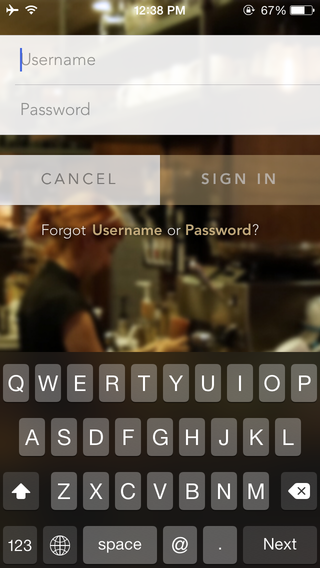 12:38 PM 67%
Username
Password
CANCEL SIGN IN
Forgot Username or Password?
Q W E R T Y U I O P
A S D F G H J K L
Z X C V B N M
123 space @ . Next